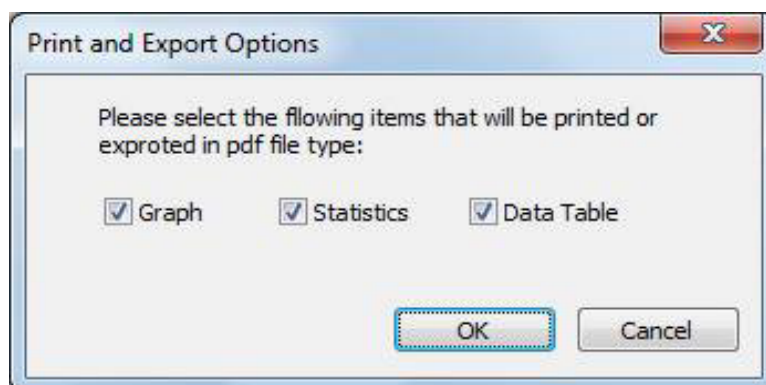 Print and Export Options
Please select the fllowing items that will be printed or
exproted in pdf file type:
Graph Statistics Data Table
OK Cancel